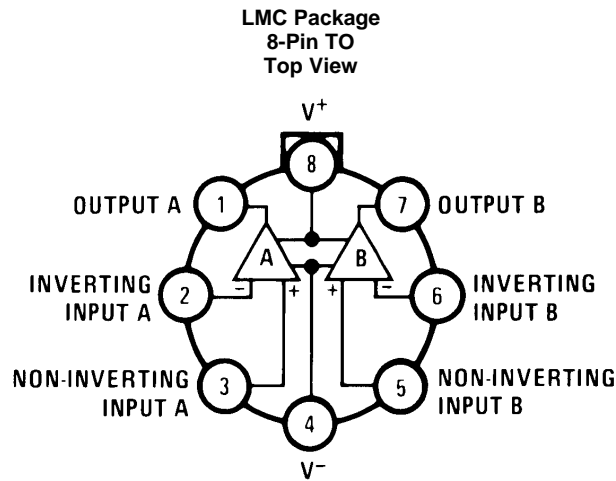 LMC Package
8-Pin TO
Top View
V+
8
OUTPUT A
1
7
OUTPUT B
A
B
INVERTING
INPUT A
2
-
+
+
-
6
INVERTING
INPUT B
NON-INVERTING
INPUT A
3
5
NON-INVERTING
INPUT B
4
V-